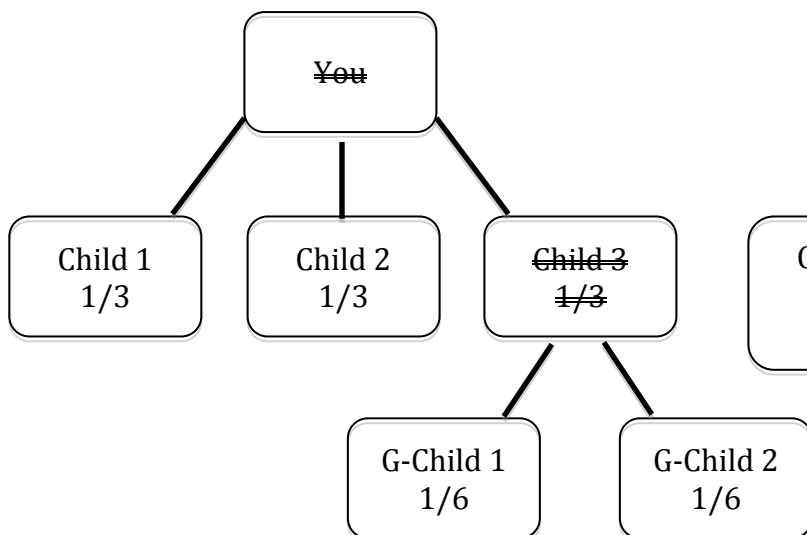 ~~You~~
Child 1
1/3
Child 2
1/3
~~Child 3~~
~~1/3~~
G-Child 1
1/6
G-Child 2
1/6